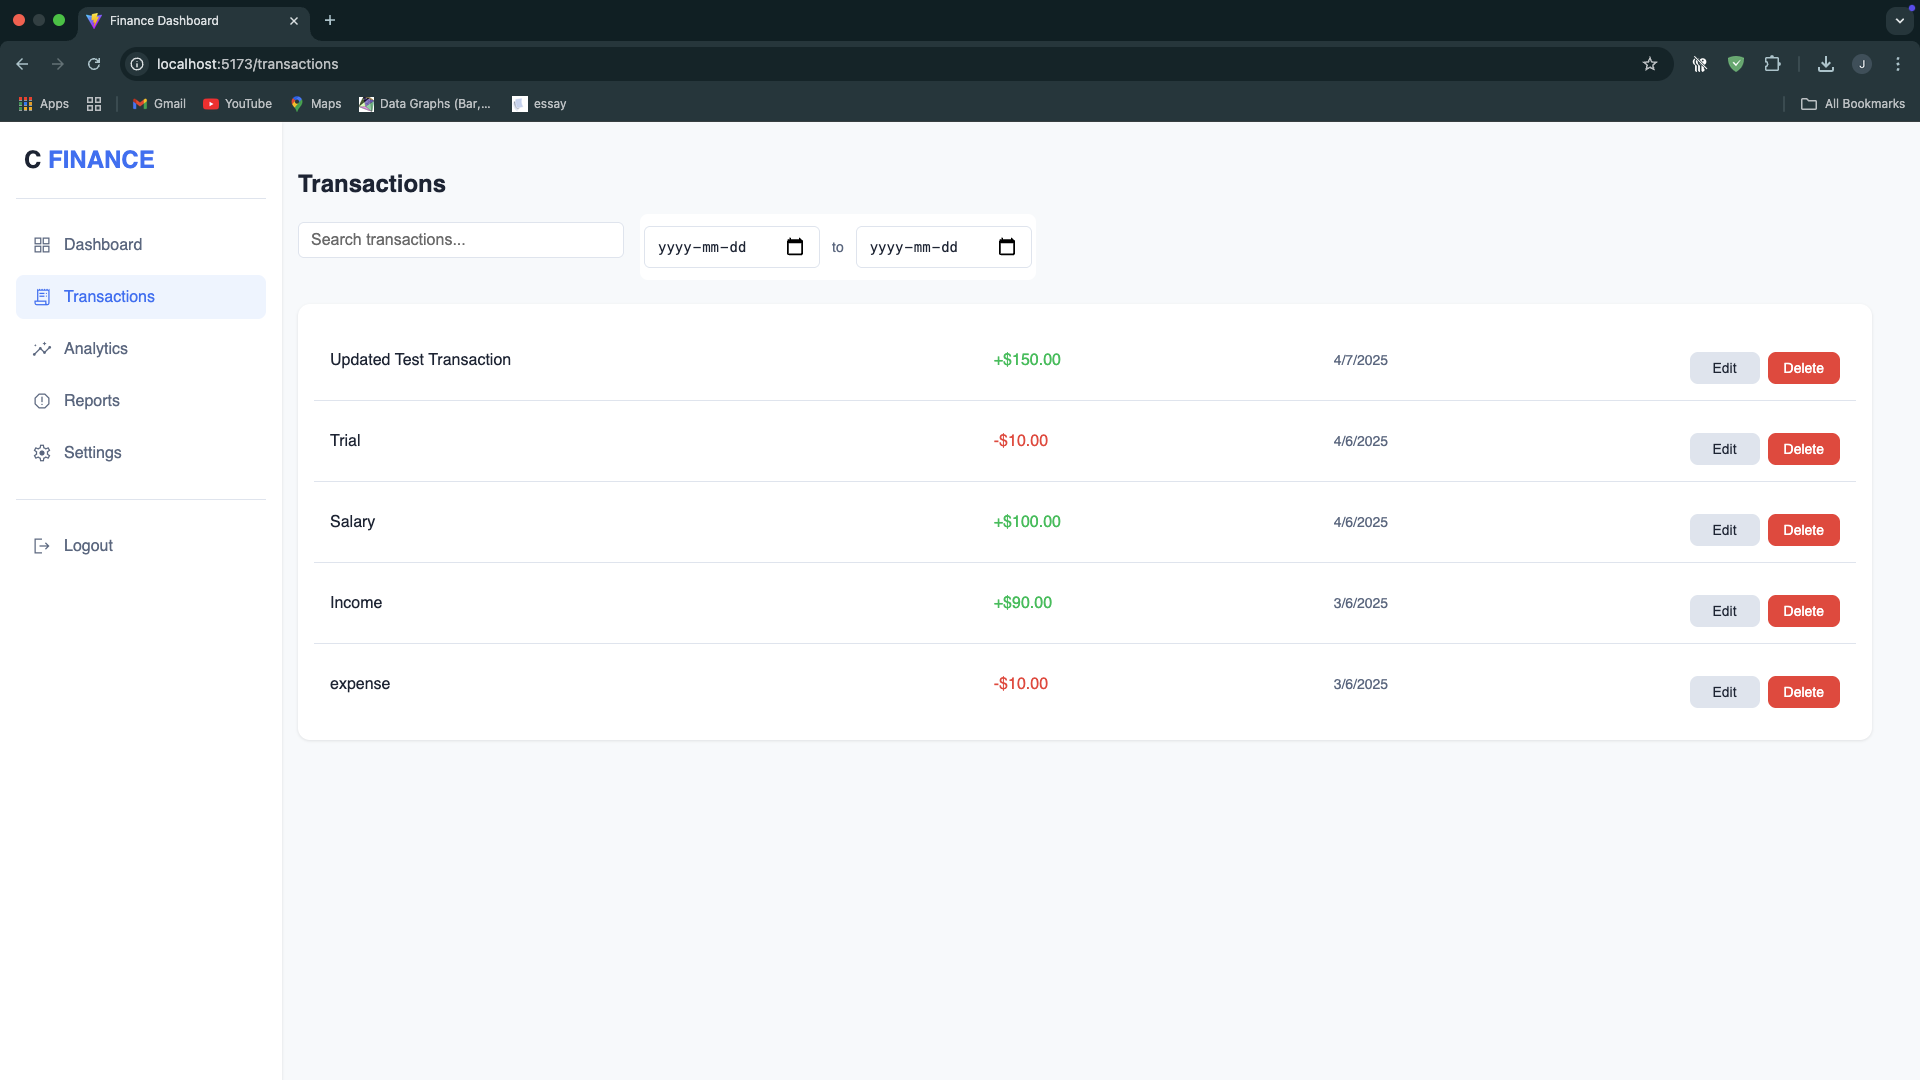 Finance Dashboard
localhost:5173/transactions
J
Apps
Gmail
YouTube
Maps
Data Graphs (Bar,...
essay
All Bookmarks
C FINANCE
Dashboard
Transactions
Analytics
Reports
Settings
Logout
Transactions
Search transactions...
yyyy-mm-dd to yyyy-mm-dd
Updated Test Transaction +$150.00 4/7/2025 Edit Delete
Trial -$10.00 4/6/2025 Edit Delete
Salary +$100.00 4/6/2025 Edit Delete
Income +$90.00 3/6/2025 Edit Delete
expense -$10.00 3/6/2025 Edit Delete